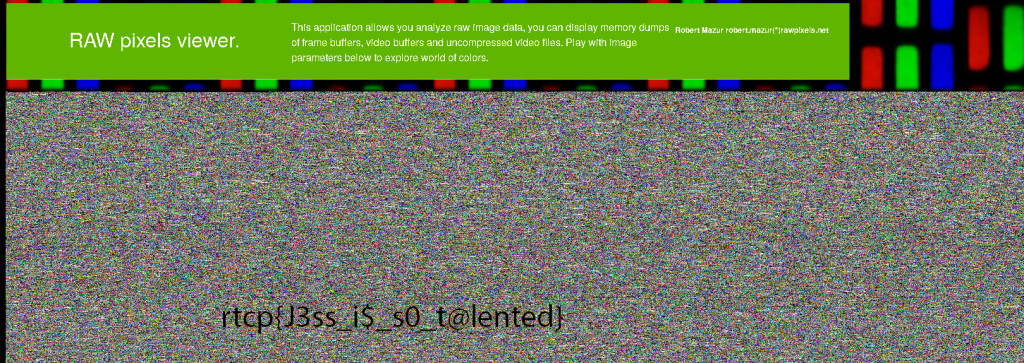 RAW pixels viewer.
This application allows you analyze raw image data, you can display memory dumps
of frame buffers, video buffers and uncompressed video files. Play with image
parameters below to explore world of colors.
Robert Mazur robert.mazur(*)rawpixels.net
rtcp{J3ss_i$_s0_t@lented}